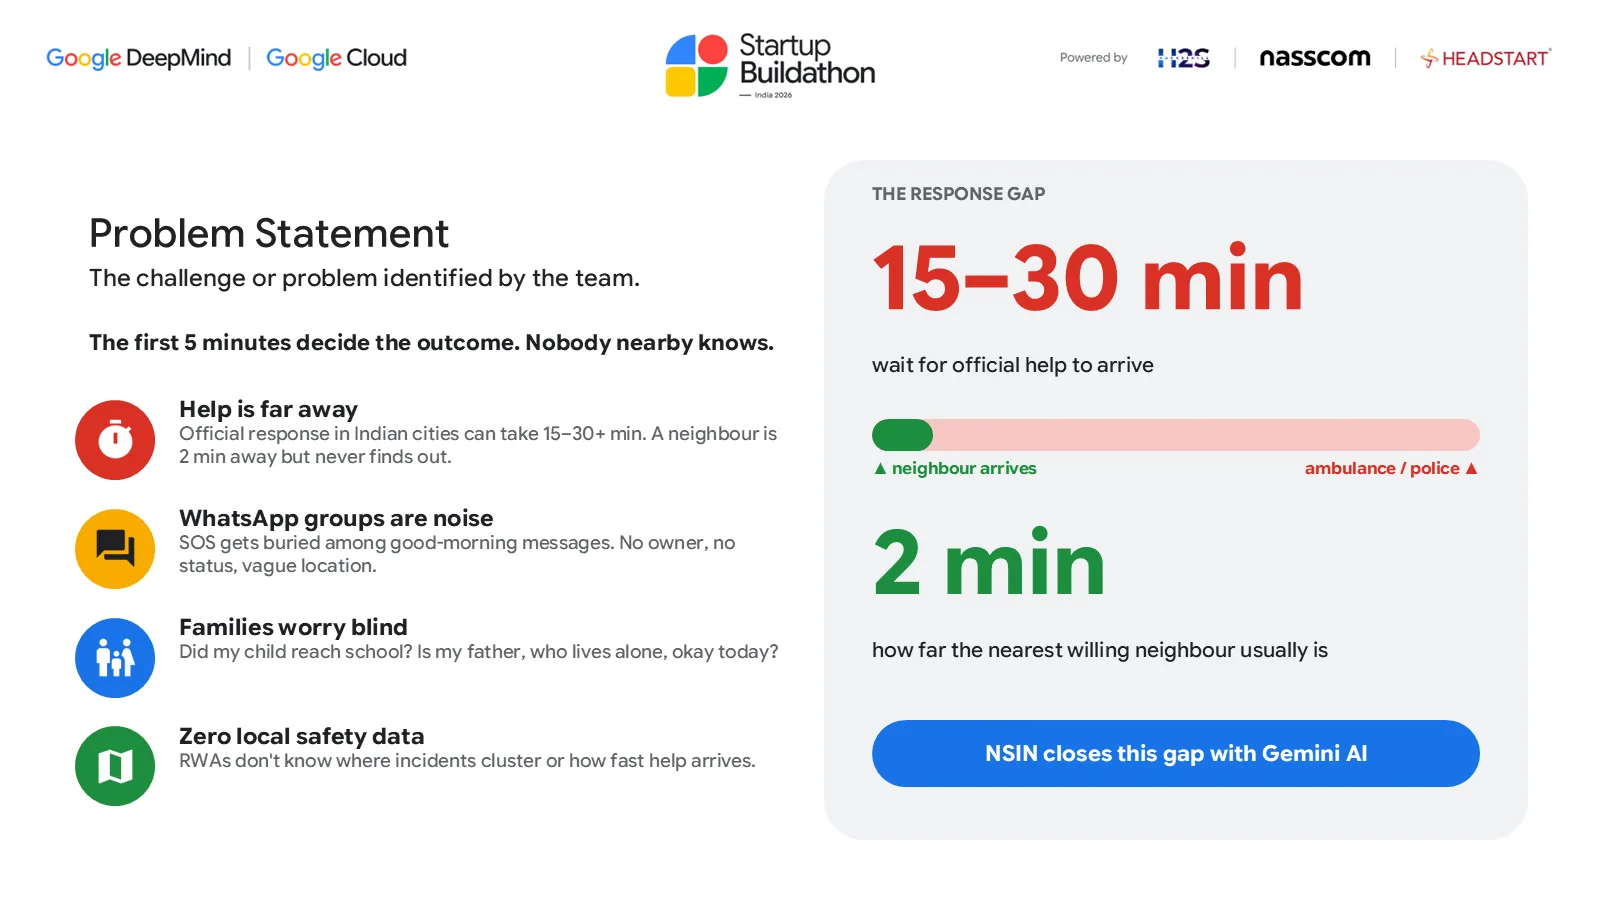 Google DeepMind
Google Cloud
Startup
Buildathon
India 2026
Powered by
H2S
nasscom
HEADSTART
Problem Statement
The challenge or problem identified by the team.
The first 5 minutes decide the outcome. Nobody nearby knows.
Help is far away
Official response in Indian cities can take 15–30+ min. A neighbour is
2 min away but never finds out.
WhatsApp groups are noise
SOS gets buried among good-morning messages. No owner, no
status, vague location.
Families worry blind
Did my child reach school? Is my father, who lives alone, okay today?
Zero local safety data
RWAs don't know where incidents cluster or how fast help arrives.
THE RESPONSE GAP
15–30 min
wait for official help to arrive
▲ neighbour arrives
ambulance / police ▲
2 min
how far the nearest willing neighbour usually is
NSIN closes this gap with Gemini AI